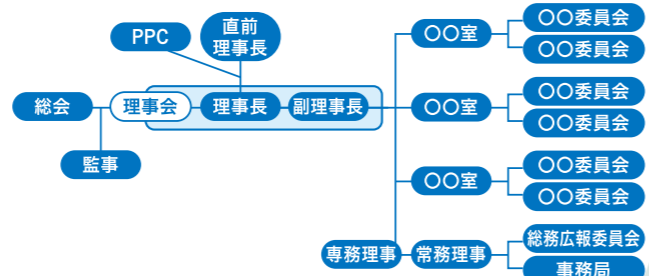 PPC
直前
理事長
総会
理事会
理事長
副理事長
監事
〇〇室
〇〇委員会
〇〇委員会
〇〇室
〇〇委員会
〇〇委員会
〇〇室
〇〇委員会
〇〇委員会
専務理事
常務理事
総務広報委員会
事務局